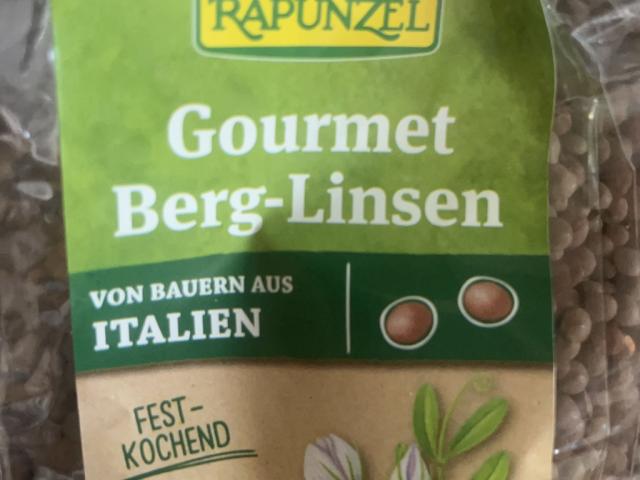 RAPUNZEL
Gourmet
Berg-Linsen
VON BAUERN AUS
ITALIEN
FEST-
KOCHEND